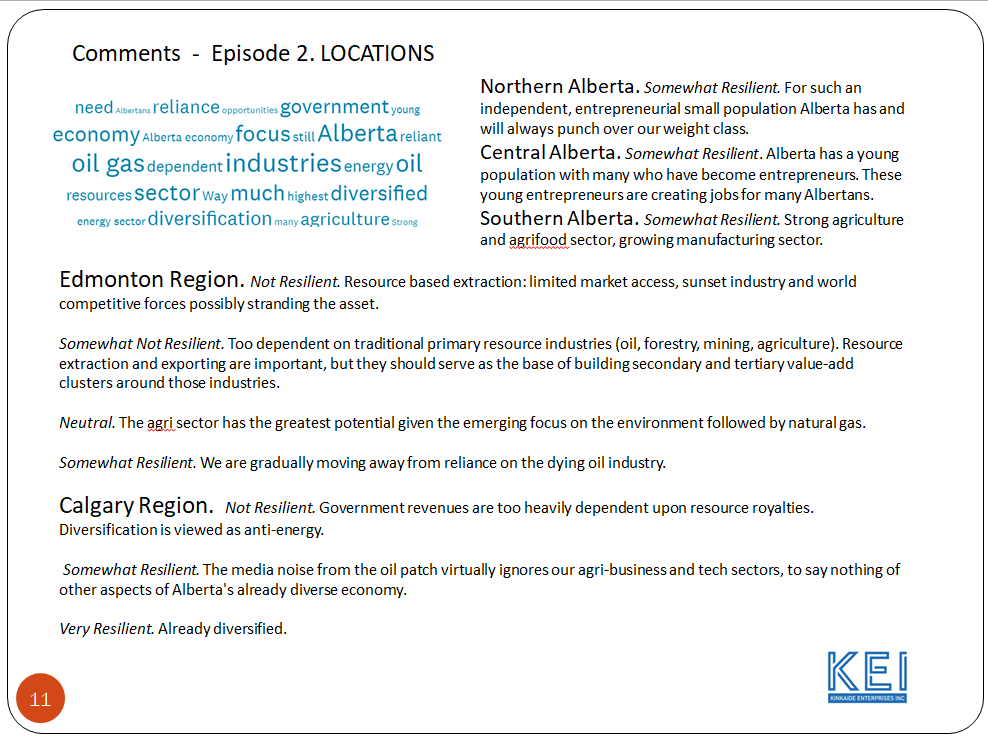 Comments - Episode 2. LOCATIONS
need Albertans reliance opportunities government young
economy Alberta economy focus still Alberta reliant
oil gas dependent industries energy oil
resources sector Way much highest diversified
energy sector diversification many agriculture Strong
Northern Alberta. Somewhat Resilient. For such an
independent, entrepreneurial small population Alberta has and
will always punch over our weight class.
Central Alberta. Somewhat Resilient. Alberta has a young
population with many who have become entrepreneurs. These
young entrepreneurs are creating jobs for many Albertans.
Southern Alberta. Somewhat Resilient. Strong agriculture
and agrifood sector, growing manufacturing sector.
Edmonton Region. Not Resilient. Resource based extraction: limited market access, sunset industry and world
competitive forces possibly stranding the asset.
Somewhat Not Resilient. Too dependent on traditional primary resource industries (oil, forestry, mining, agriculture). Resource
extraction and exporting are important, but they should serve as the base of building secondary and tertiary value-add
clusters around those industries.
Neutral. The agri sector has the greatest potential given the emerging focus on the environment followed by natural gas.
Somewhat Resilient. We are gradually moving away from reliance on the dying oil industry.
Calgary Region. Not Resilient. Government revenues are too heavily dependent upon resource royalties.
Diversification is viewed as anti-energy.
Somewhat Resilient. The media noise from the oil patch virtually ignores our agri-business and tech sectors, to say nothing of
other aspects of Alberta's already diverse economy.
Very Resilient. Already diversified.
KEI
KINKAIDE ENTERPRISES INC
11